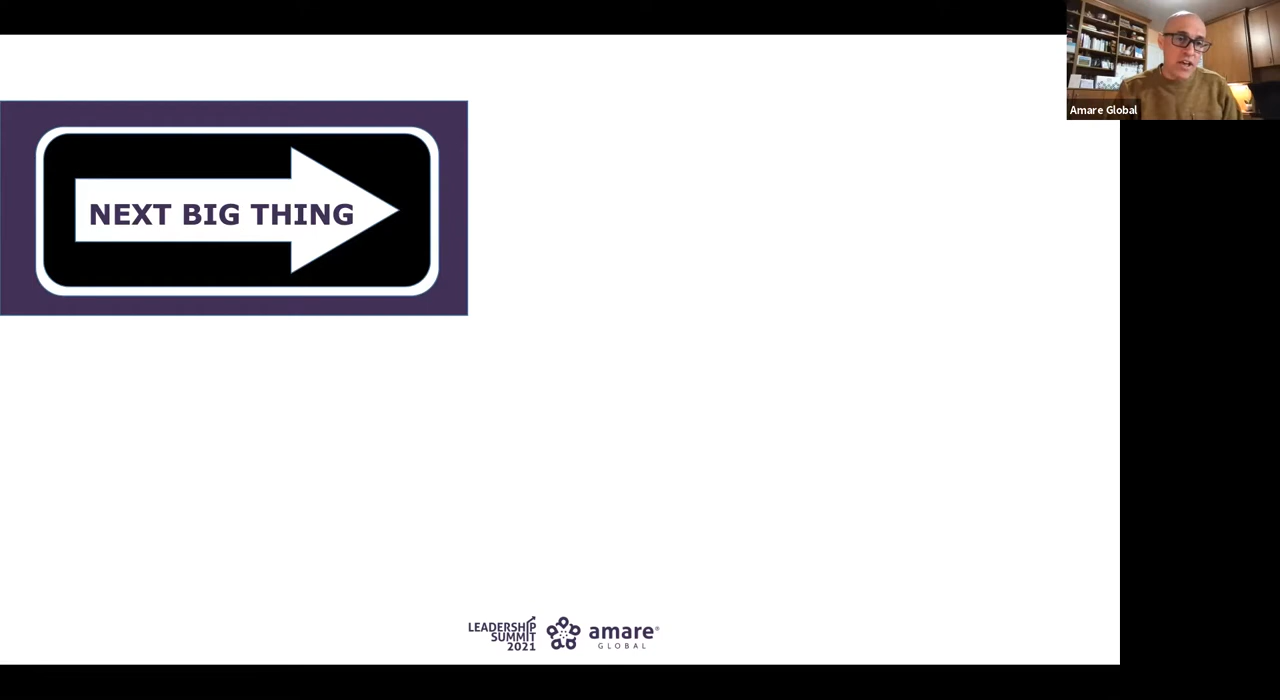 Amare Global
NEXT BIG THING
LEADERSHIP
SUMMIT
2021
amare®
GLOBAL